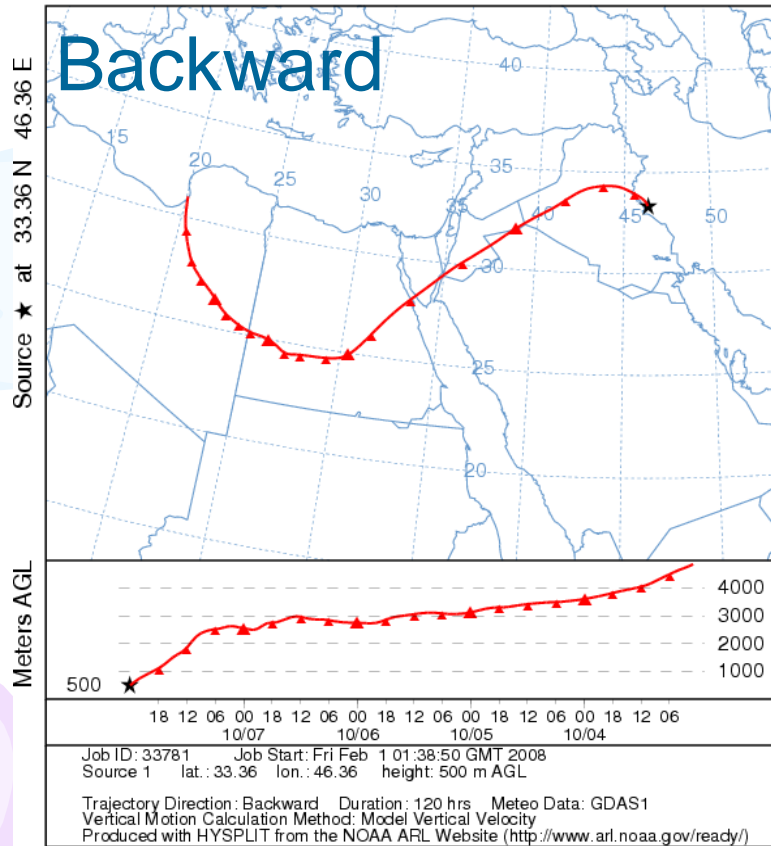 Backward
Source ★ at 33.36 N 46.36 E
40
15
20
25
30
35
35
40
45
50
30
25
20
Meters AGL
4000
3000
2000
1000
500
18 12 06 00 18 12 06 00 18 12 06 00 18 12 06 00 18 12 06
10/07 10/06 10/05 10/04
Job ID: 33781 Job Start: Fri Feb 1 01:38:50 GMT 2008
Source 1 lat.: 33.36 lon.: 46.36 height: 500 m AGL
Trajectory Direction: Backward Duration: 120 hrs Meteo Data: GDAS1
Vertical Motion Calculation Method: Model Vertical Velocity
Produced with HYSPLIT from the NOAA ARL Website (http://www.arl.noaa.gov/ready/)